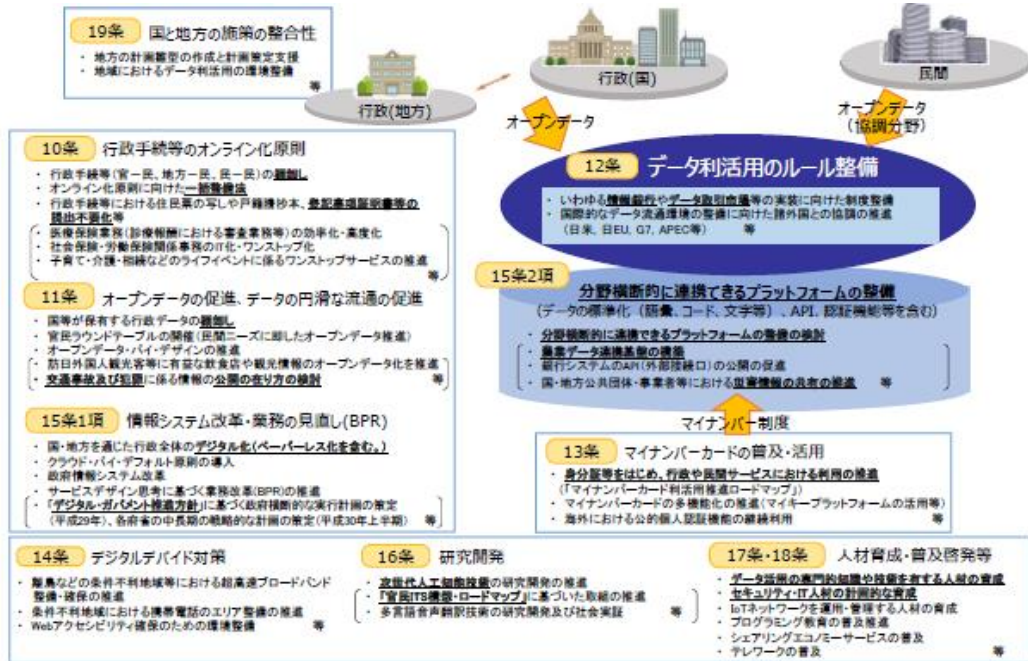 19条 国と地方の施策の整合性
・ 地方の計画雛型の作成と計画策定支援
・ 地域におけるデータ利活用の環境整備
等
行政(地方)
行政(国)
民間
オープンデータ
オープンデータ
(協調分野)
10条 行政手続等のオンライン化原則
・ 行政手続等(官－民、地方－民、民－民)の棚卸し
・ オンライン化原則に向けた一括整備法
・ 行政手続等における住民票の写しや戸籍謄抄本、登記事項証明書等の
提出不要化等
・ 医療保険業務(診療報酬における審査業務等)の効率化・高度化
・ 社会保険・労働保険関係事務のIT化・ワンストップ化
・ 子育て・介護・相続などのライフイベントに係るワンストップサービスの推進
等
11条 オープンデータの促進、データの円滑な流通の促進
・ 国等が保有する行政データの棚卸し
・ 官民ラウンドテーブルの開催(民間ニーズに即したオープンデータ推進)
・ オープンデータ・バイ・デザインの推進
・ 訪日外国人観光客等に有益な飲食店や観光情報のオープンデータ化を推進
・ 交通事故及び犯罪に係る情報の公開の在り方の検討 等
15条1項 情報システム改革・業務の見直し(BPR)
・ 国・地方を通じた行政全体のデジタル化(ペーパーレス化を含む。)
・ クラウド・バイ・デフォルト原則の導入
・ 政府情報システム改革
・ サービスデザイン思考に基づく業務改革(BPR)の推進
・ 「デジタル・ガバメント推進方針」に基づく政府横断的な実行計画の策定
(平成29年)、各府省の中長期の戦略的な計画の策定(平成30年上半期) 等
12条 データ利活用のルール整備
・ いわゆる情報銀行やデータ取引市場等の実装に向けた制度整備
・ 国際的なデータ流通環境の整備に向けた諸外国との協調の推進
(日米, 日EU, G7, APEC等) 等
15条2項
分野横断的に連携できるプラットフォームの整備
(データの標準化(語彙、コード、文字等)、API, 認証機能等を含む)
・ 分野横断的に連携できるプラットフォームの整備の検討
・ 農業データ連携基盤の構築
・ 銀行システムのAPI(外部接続口)の公開の促進
・ 国・地方公共団体・事業者等における災害情報の共有の推進 等
マイナンバー制度
13条 マイナンバーカードの普及・活用
・ 身分証等をはじめ、行政や民間サービスにおける利用の推進
(「マイナンバーカード利活用推進ロードマップ」)
・ マイナンバーカードの多機能化の推進(マイキープラットフォームの活用等)
・ 海外における公的個人認証機能の継続利用 等
14条 デジタルデバイド対策
・ 離島などの条件不利地域等における超高速ブロードバンド
整備・確保の推進
・ 条件不利地域における携帯電話のエリア整備の推進
・ Webアクセシビリティ確保のための環境整備 等
16条 研究開発
・ 次世代人工知能技術の研究開発の推進
・ 「官民ITS構想・ロードマップ」に基づいた取組の推進
・ 多言語音声翻訳技術の研究開発及び社会実証 等
17条・18条 人材育成・普及啓発等
・ データ活用の専門的知識や技術を有する人材の育成
・ セキュリティ・IT人材の計画的な育成
・ IoTネットワークを運用・管理する人材の育成
・ プログラミング教育の普及推進
・ シェアリングエコノミーサービスの普及
・ テレワークの普及 等